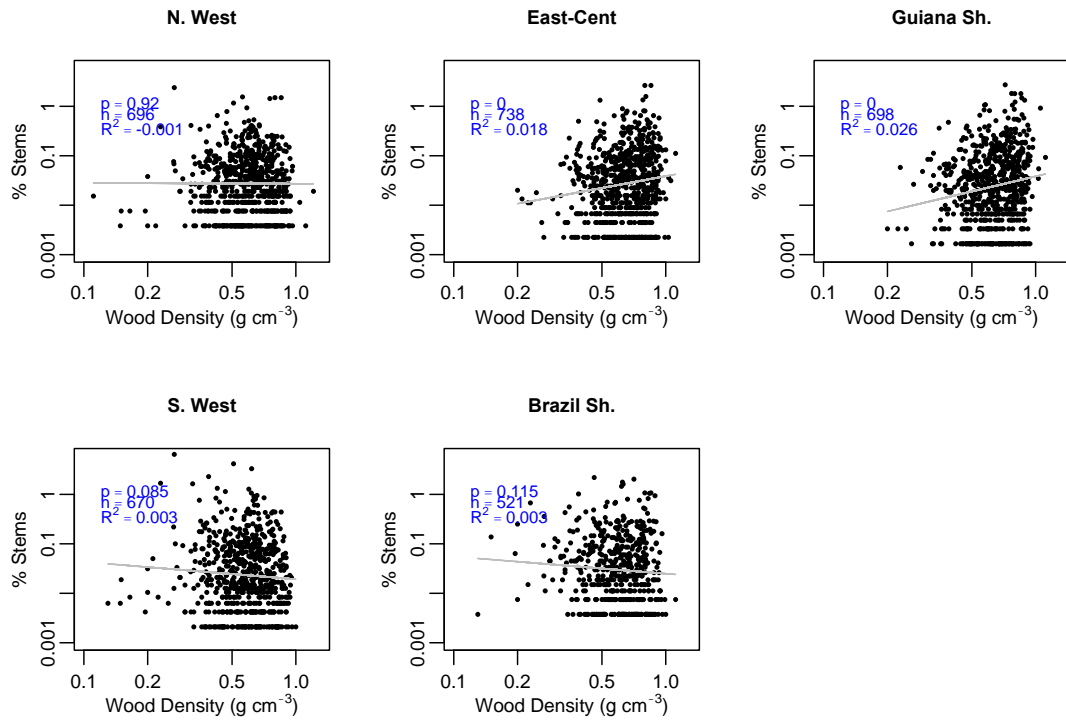 N. West
p = 0.92
n = 696
R² = -0.001
% Stems
1
0.1
0.001
0.1 0.2 0.5 1.0
Wood Density (g cm⁻³)
East-Cent
p = 0
n = 738
R² = 0.018
% Stems
1
0.1
0.001
0.1 0.2 0.5 1.0
Wood Density (g cm⁻³)
Guiana Sh.
p = 0
n = 698
R² = 0.026
% Stems
1
0.1
0.001
0.1 0.2 0.5 1.0
Wood Density (g cm⁻³)
S. West
p = 0.085
n = 670
R² = 0.003
% Stems
1
0.1
0.001
0.1 0.2 0.5 1.0
Wood Density (g cm⁻³)
Brazil Sh.
p = 0.115
n = 521
R² = 0.003
% Stems
1
0.1
0.001
0.1 0.2 0.5 1.0
Wood Density (g cm⁻³)